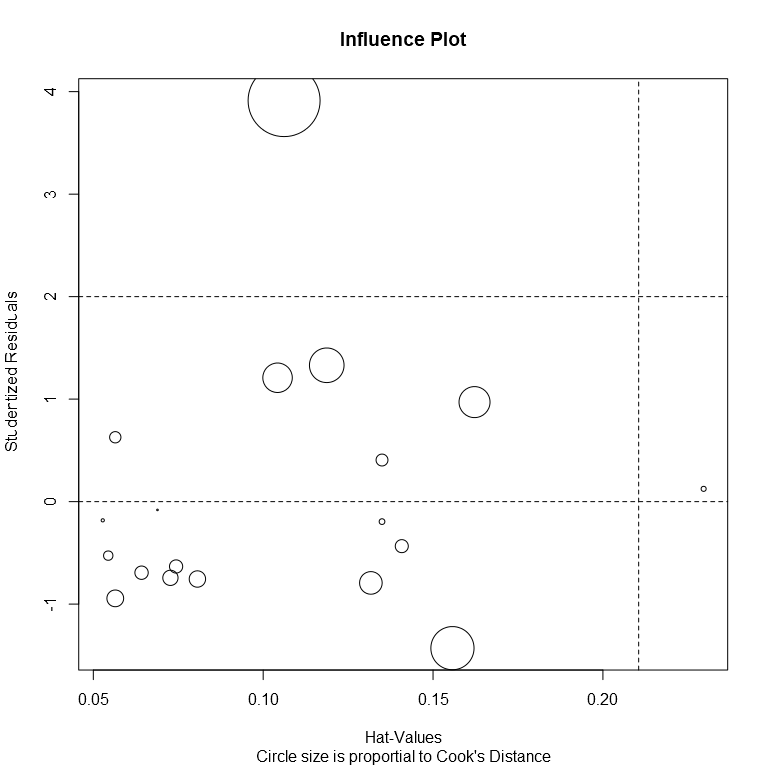 Influence Plot
4
3
2
1
0
-1
Studentized Residuals
0.05 0.10 0.15 0.20
Hat-Values
Circle size is proportial to Cook's Distance